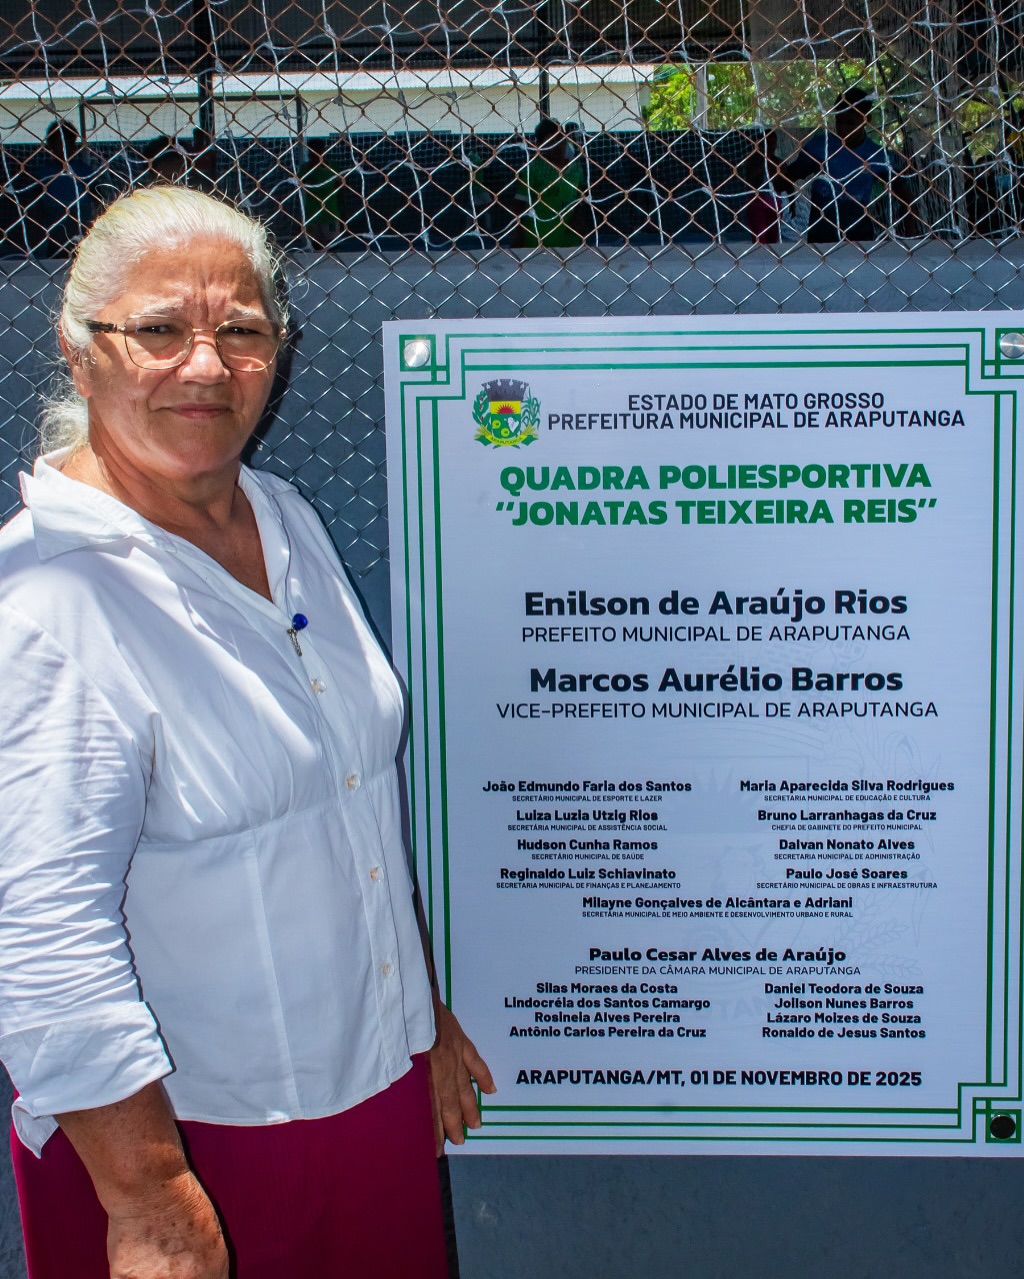 ESTADO DE MATO GROSSO
PREFEITURA MUNICIPAL DE ARAPUTANGA
ARAPUTANGA
QUADRA POLIESPORTIVA
"JONATAS TEIXEIRA REIS"
Enilson de Araújo Rios
PREFEITO MUNICIPAL DE ARAPUTANGA
Marcos Aurélio Barros
VICE-PREFEITO MUNICIPAL DE ARAPUTANGA
João Edmundo Faria dos Santos
SECRETÁRIO MUNICIPAL DE ESPORTE E LAZER
Maria Aparecida Silva Rodrigues
SECRETARIA MUNICIPAL DE EDUCAÇÃO E CULTURA
Luiza Luzia Utzig Rios
SECRETÁRIA MUNICIPAL DE ASSISTÊNCIA SOCIAL
Bruno Larranhagas da Cruz
CHEFIA DE GABINETE DO PREFEITO MUNICIPAL
Hudson Cunha Ramos
SECRETÁRIO MUNICIPAL DE SAÚDE
Dalvan Nonato Alves
SECRETARIA MUNICIPAL DE ADMINISTRAÇÃO
Reginaldo Luiz Schiavinato
SECRETARIA MUNICIPAL DE FINANÇAS E PLANEJAMENTO
Paulo José Soares
SECRETÁRIO MUNICIPAL DE OBRAS E INFRAESTRUTURA
Milayne Gonçalves de Alcântara e Adriani
SECRETÁRIA MUNICIPAL DE MEIO AMBIENTE E DESENVOLVIMENTO URBANO E RURAL
Paulo Cesar Alves de Araújo
PRESIDENTE DA CÂMARA MUNICIPAL DE ARAPUTANGA
Silas Moraes da Costa
Daniel Teodora de Souza
Lindocréia dos Santos Camargo
Joilson Nunes Barros
Rosineia Alves Pereira
Lázaro Moizes de Souza
Antônio Carlos Pereira da Cruz
Ronaldo de Jesus Santos
ARAPUTANGA/MT, 01 DE NOVEMBRO DE 2025